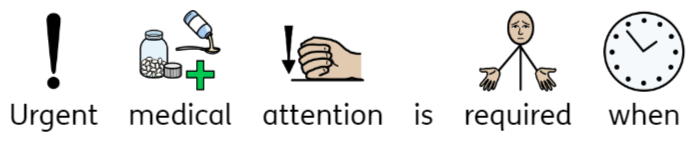 Urgent medical attention is required when